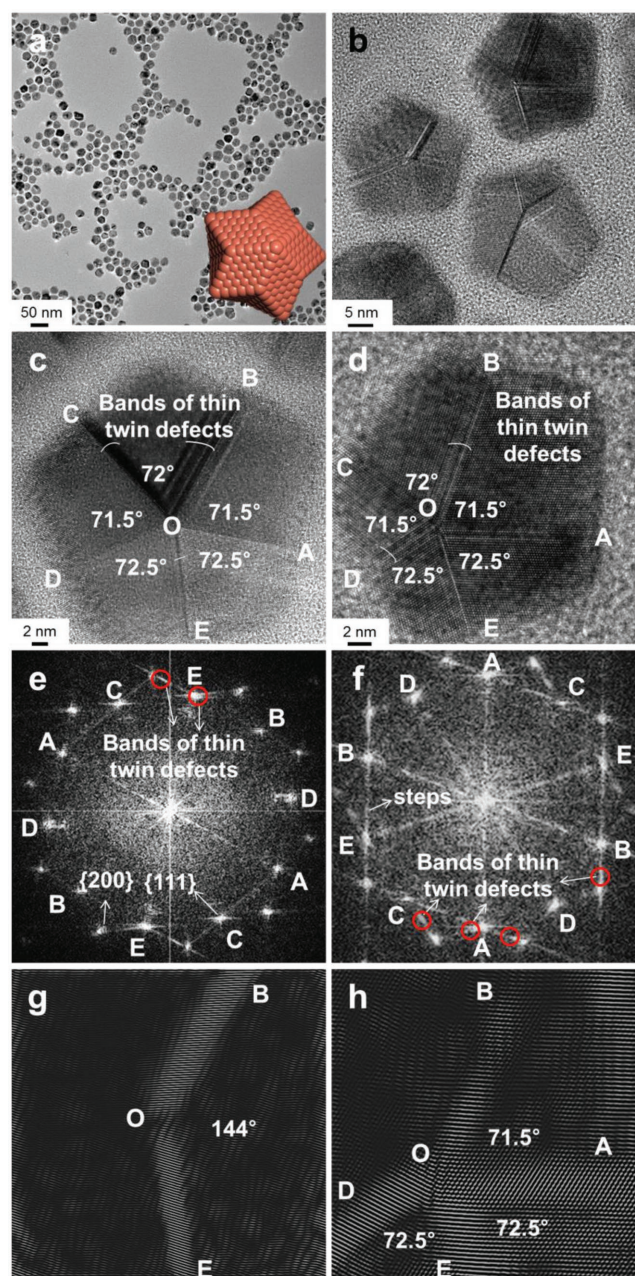 a
50 nm
b
5 nm
c
B
C
Bands of thin
twin defects
72°
71.5°
O
71.5°
A
D
72.5°
72.5°
E
2 nm
d
B
Bands of
thin twin
defects
C
72°
O
71.5°
71.5°
A
D
72.5°
72.5°
E
2 nm
e
E
C
B
A
Bands of thin
twin defects
D
D
A
{200}
{111}
B
E
C
f
A
D
C
B
E
steps
E
B
Bands of thin
twin defects
C
D
A
g
B
O
144°
E
h
B
71.5°
O
A
D
72.5°
72.5°
E